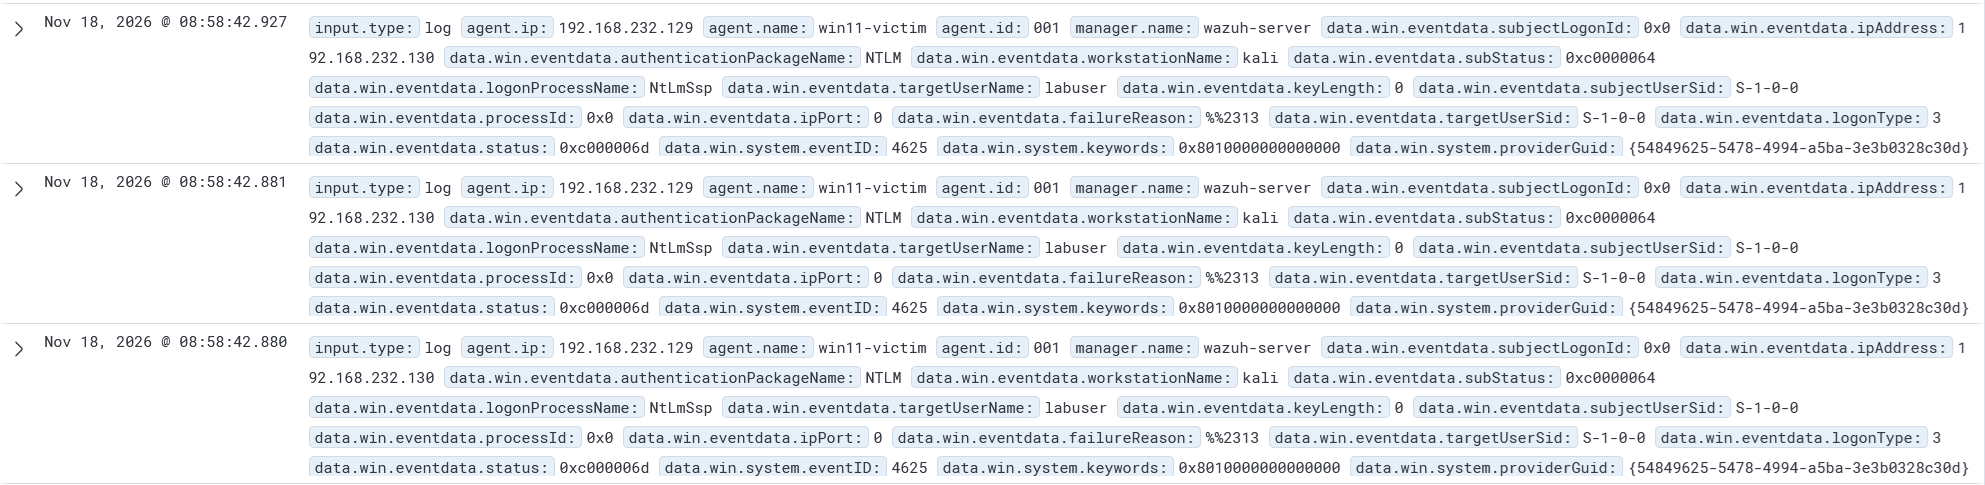 Nov 18, 2026 @ 08:58:42.927 input.type: log agent.ip: 192.168.232.129 agent.name: win11-victim agent.id: 001 manager.name: wazuh-server data.win.eventdata.subjectLogonId: 0x0 data.win.eventdata.ipAddress: 1
92.168.232.130 data.win.eventdata.authenticationPackageName: NTLM data.win.eventdata.workstationName: kali data.win.eventdata.subStatus: 0xc0000064
data.win.eventdata.logonProcessName: NtLmSsp data.win.eventdata.targetUserName: labuser data.win.eventdata.keyLength: 0 data.win.eventdata.subjectUserSid: S-1-0-0
data.win.eventdata.processId: 0x0 data.win.eventdata.ipPort: 0 data.win.eventdata.failureReason: %%2313 data.win.eventdata.targetUserSid: S-1-0-0 data.win.eventdata.logonType: 3
data.win.eventdata.status: 0xc000006d data.win.system.eventID: 4625 data.win.system.keywords: 0x8010000000000000 data.win.system.providerGuid: {54849625-5478-4994-a5ba-3e3b0328c30d}
Nov 18, 2026 @ 08:58:42.881 input.type: log agent.ip: 192.168.232.129 agent.name: win11-victim agent.id: 001 manager.name: wazuh-server data.win.eventdata.subjectLogonId: 0x0 data.win.eventdata.ipAddress: 1
92.168.232.130 data.win.eventdata.authenticationPackageName: NTLM data.win.eventdata.workstationName: kali data.win.eventdata.subStatus: 0xc0000064
data.win.eventdata.logonProcessName: NtLmSsp data.win.eventdata.targetUserName: labuser data.win.eventdata.keyLength: 0 data.win.eventdata.subjectUserSid: S-1-0-0
data.win.eventdata.processId: 0x0 data.win.eventdata.ipPort: 0 data.win.eventdata.failureReason: %%2313 data.win.eventdata.targetUserSid: S-1-0-0 data.win.eventdata.logonType: 3
data.win.eventdata.status: 0xc000006d data.win.system.eventID: 4625 data.win.system.keywords: 0x8010000000000000 data.win.system.providerGuid: {54849625-5478-4994-a5ba-3e3b0328c30d}
Nov 18, 2026 @ 08:58:42.880 input.type: log agent.ip: 192.168.232.129 agent.name: win11-victim agent.id: 001 manager.name: wazuh-server data.win.eventdata.subjectLogonId: 0x0 data.win.eventdata.ipAddress: 1
92.168.232.130 data.win.eventdata.authenticationPackageName: NTLM data.win.eventdata.workstationName: kali data.win.eventdata.subStatus: 0xc0000064
data.win.eventdata.logonProcessName: NtLmSsp data.win.eventdata.targetUserName: labuser data.win.eventdata.keyLength: 0 data.win.eventdata.subjectUserSid: S-1-0-0
data.win.eventdata.processId: 0x0 data.win.eventdata.ipPort: 0 data.win.eventdata.failureReason: %%2313 data.win.eventdata.targetUserSid: S-1-0-0 data.win.eventdata.logonType: 3
data.win.eventdata.status: 0xc000006d data.win.system.eventID: 4625 data.win.system.keywords: 0x8010000000000000 data.win.system.providerGuid: {54849625-5478-4994-a5ba-3e3b0328c30d}